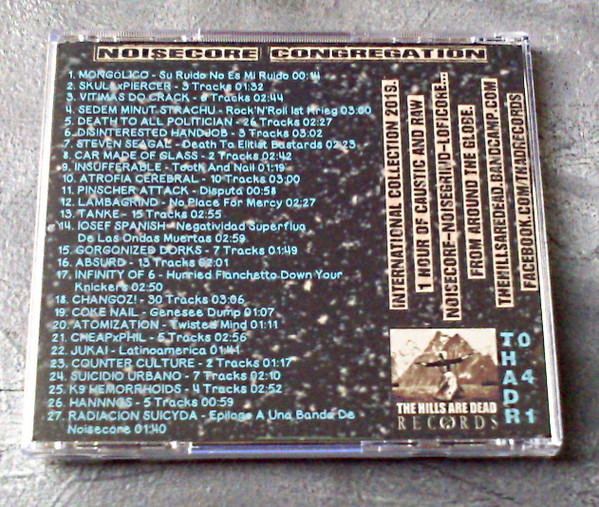 NOISECORE CONGREGATION
1. MONGÓLICO - Su Ruido No Es Mi Ruido 00:14
2. SKULLxPIERCER - 3 Tracks 01:32
3. VITIMAS DO CRACK - 6 Tracks 02:44
4. SEDEM MINUT STRACHU - Rock'N'Roll Ist Krieg 03:00
5. DEATH TO ALL POLITICIAN - 26 Tracks 02:27
6. DISINTERESTED HANDJOB - 3 Tracks 03:02
7. STEVEN SEAGAL - Death To Elitist Bastards 02:23
8. CAR MADE OF GLASS - 2 Tracks 02:42
9. INSUFFERABLE - Tooth And Nail 01:19
10. ATROFIA CEREBRAL - 10 Tracks 03:00
11. PINSCHER ATTACK - Disputa 00:58
12. LAMBAGRIND - No Place For Mercy 02:27
13. TANKE - 15 Tracks 02:55
14. IOSEF SPANISH - Negatividad Superflua
De Las Ondas Muertas 02:59
15. GORGONIZED DORKS - 7 Tracks 01:49
16. ABSURD - 13 Tracks 02:01
17. INFINITY OF 6 - Hurried Flanchetto Down Your
Knickers 02:50
18. CHANGOZ! - 30 Tracks 03:06
19. COKE NAIL - Genesee Dump 01:07
20. ATOMIZATION - Twisted Mind 01:11
21. CHEAPxPHIL - 5 Tracks 02:56
22. JUKAI - Latinoamerica 01:41
23. COUNTER CULTURE - 2 Tracks 01:17
24. SUICIDIO URBANO - 7 Tracks 02:10
25. K9 HEMORRHOIDS - 4 Tracks 02:52
26. HANNNGS - 5 Tracks 00:59
27. RADIACION SUICYDA - Epilogo A Una Banda De
Noisecore 01:40
INTERNATIONAL COLLECTION 2019.
1 HOUR OF CAUSTIC AND RAW
NOISECORE-NOISEGRIND-LOFICORE...
FROM AROUND THE GLOBE.
THEHILLSAREDEAD.BANDCAMP.COM
FACEBOOK.COM/THADRECORDS
THE HILLS ARE DEAD
RECORDS
THADR
041